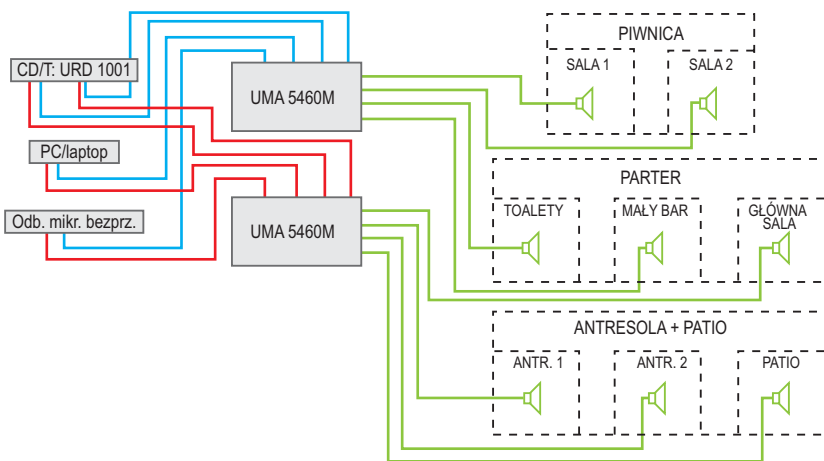 CD/T: URD 1001
PC/laptop
Odb. mikr. bezprz.
UMA 5460M
UMA 5460M
PIWNICA
SALA 1
SALA 2
PARTER
TOALETY
MAŁY BAR
GŁÓWNA
SALA
ANTRESOLA + PATIO
ANTR. 1
ANTR. 2
PATIO